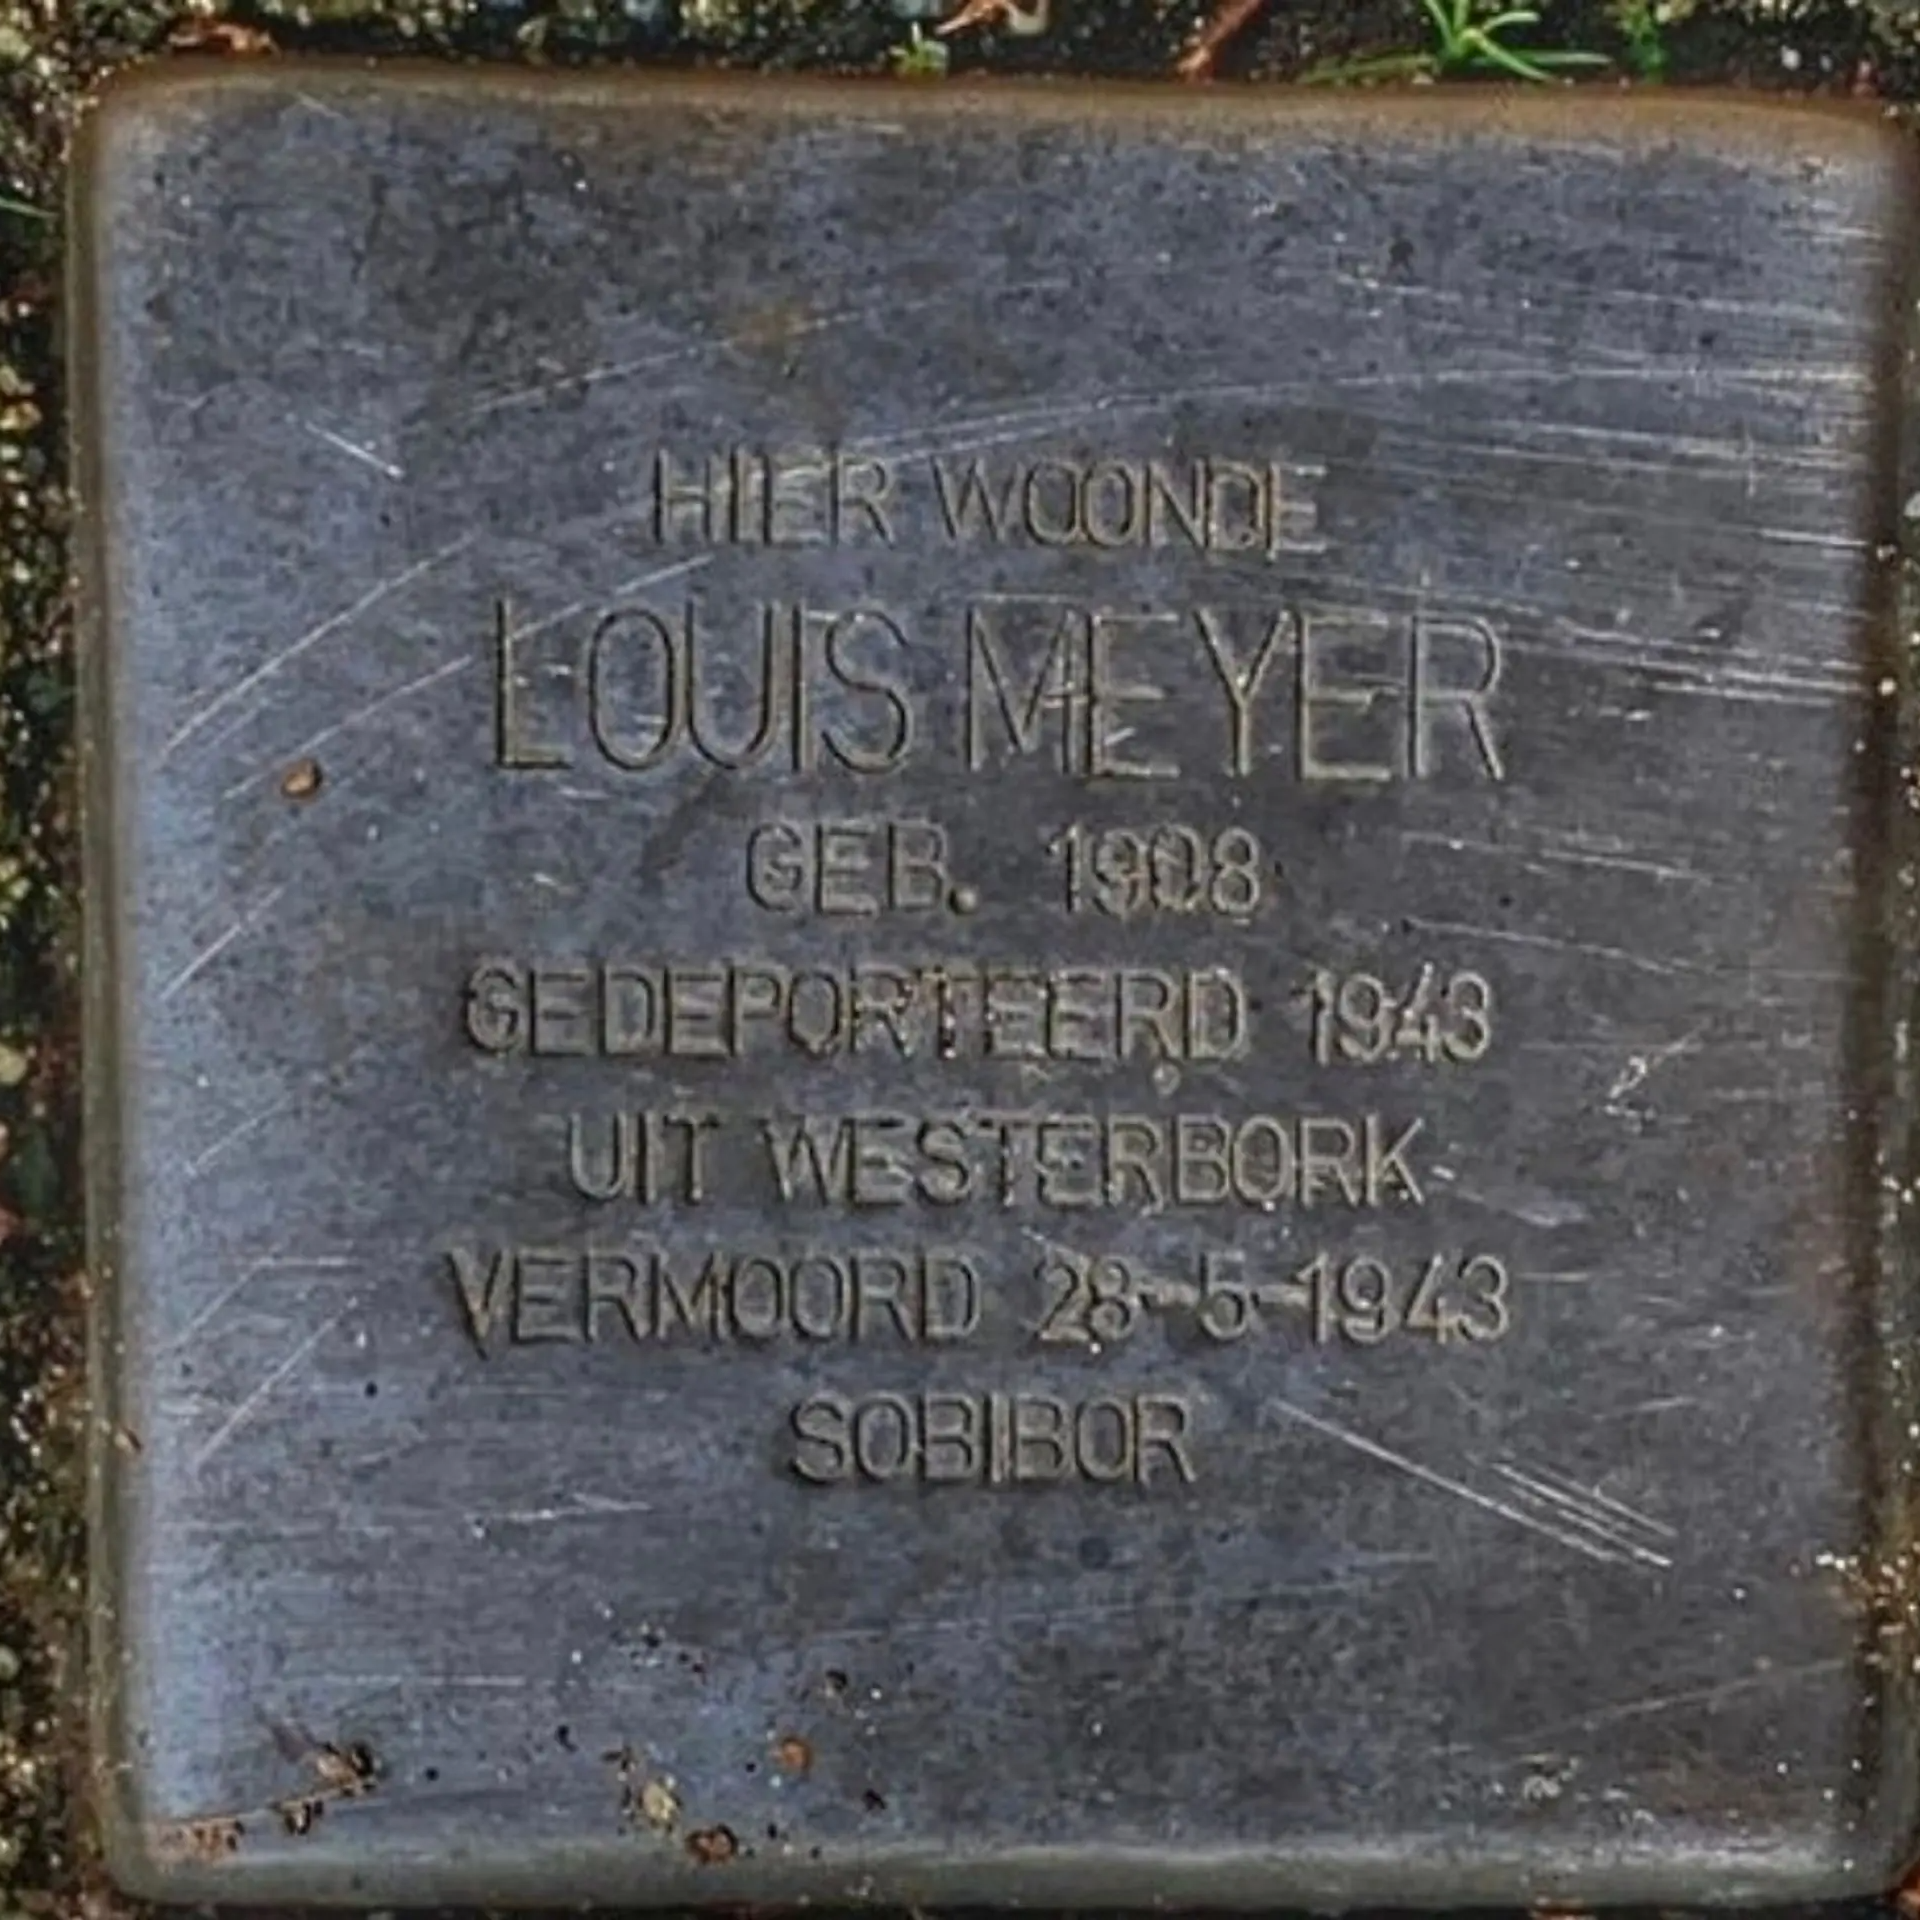 HIER WOONDE
LOUIS MEYER
GEB. 1908
GEDEPORTEERD 1943
UIT WESTERBORK
VERMOORD 28-5-1943
SOBIBOR